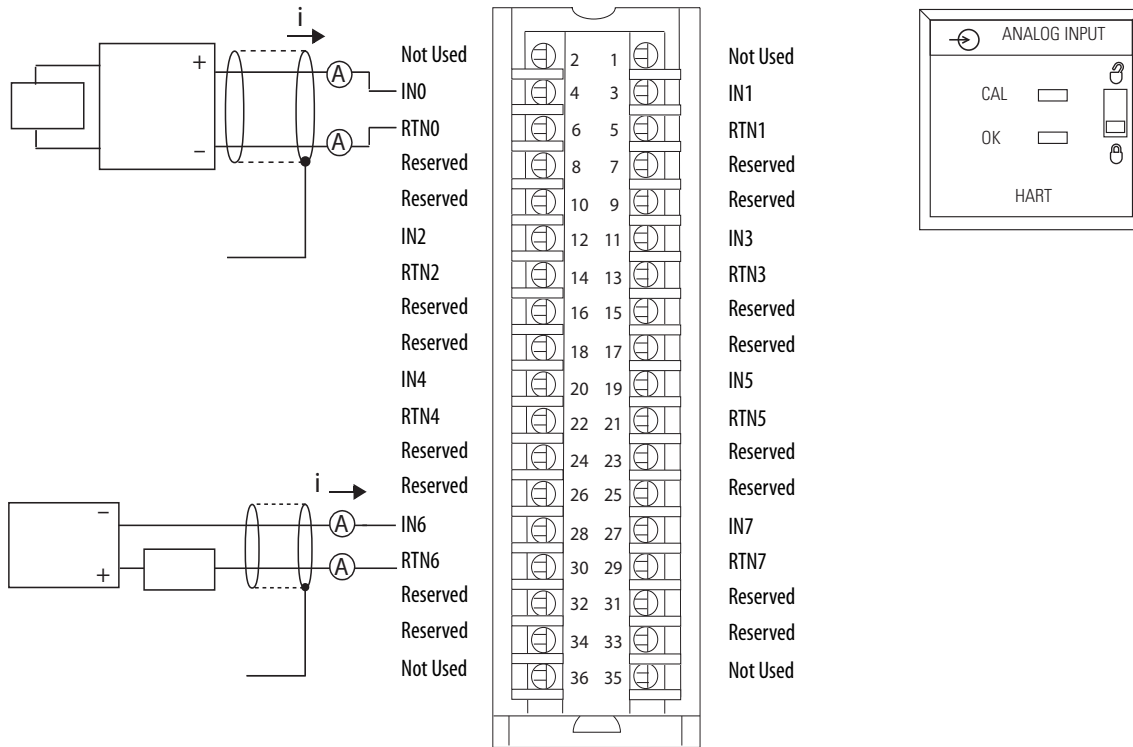 i
+
A
A
−
Not Used 2 1 Not Used
IN0 4 3 IN1
RTN0 6 5 RTN1
Reserved 8 7 Reserved
Reserved 10 9 Reserved
IN2 12 11 IN3
RTN2 14 13 RTN3
Reserved 16 15 Reserved
Reserved 18 17 Reserved
IN4 20 19 IN5
RTN4 22 21 RTN5
Reserved 24 23 Reserved
Reserved 26 25 Reserved
IN6 28 27 IN7
RTN6 30 29 RTN7
Reserved 32 31 Reserved
Reserved 34 33 Reserved
Not Used 36 35 Not Used
i
−
A
+
A
ANALOG INPUT
CAL
OK
HART